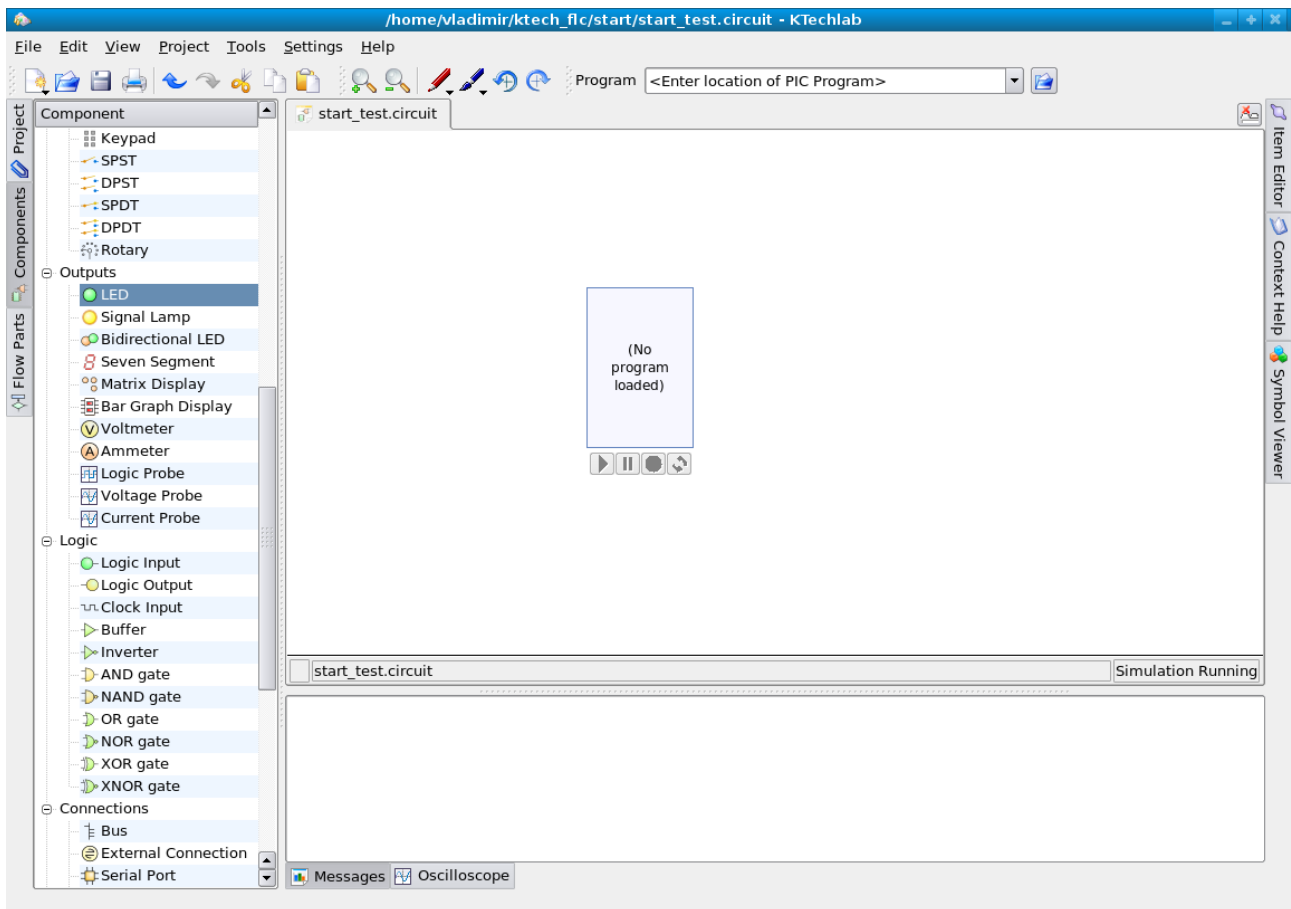 /home/vladimir/ktech_flc/start/start_test.circuit - KTechlab
File Edit View Project Tools Settings Help
Program <Enter location of PIC Program>
Project
Components
Flow Parts
Component
Keypad
SPST
DPST
SPDT
DPDT
Rotary
Outputs
LED
Signal Lamp
Bidirectional LED
Seven Segment
Matrix Display
Bar Graph Display
Voltmeter
Ammeter
Logic Probe
Voltage Probe
Current Probe
Logic
Logic Input
Logic Output
Clock Input
Buffer
Inverter
AND gate
NAND gate
OR gate
NOR gate
XOR gate
XNOR gate
Connections
Bus
External Connection
Serial Port
start_test.circuit
(No
program
loaded)
start_test.circuit Simulation Running
Messages Oscilloscope
Item Editor
Context Help
Symbol Viewer